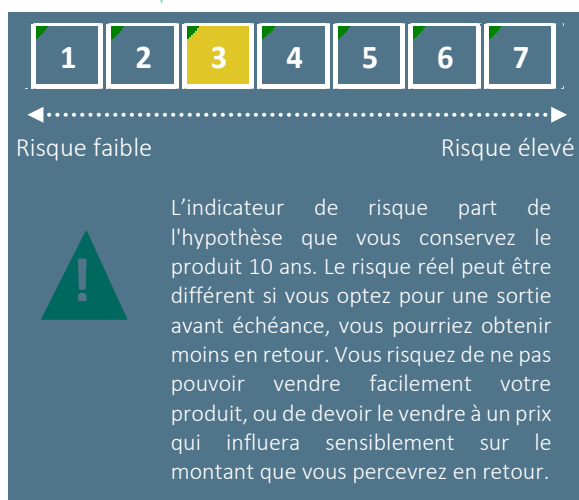 1 2 3 4 5 6 7
Risque faible Risque élevé
L’indicateur de risque part de
l'hypothèse que vous conservez le
produit 10 ans. Le risque réel peut être
différent si vous optez pour une sortie
avant échéance, vous pourriez obtenir
moins en retour. Vous risquez de ne pas
pouvoir vendre facilement votre
produit, ou de devoir le vendre à un prix
qui influera sensiblement sur le
montant que vous percevrez en retour.
!